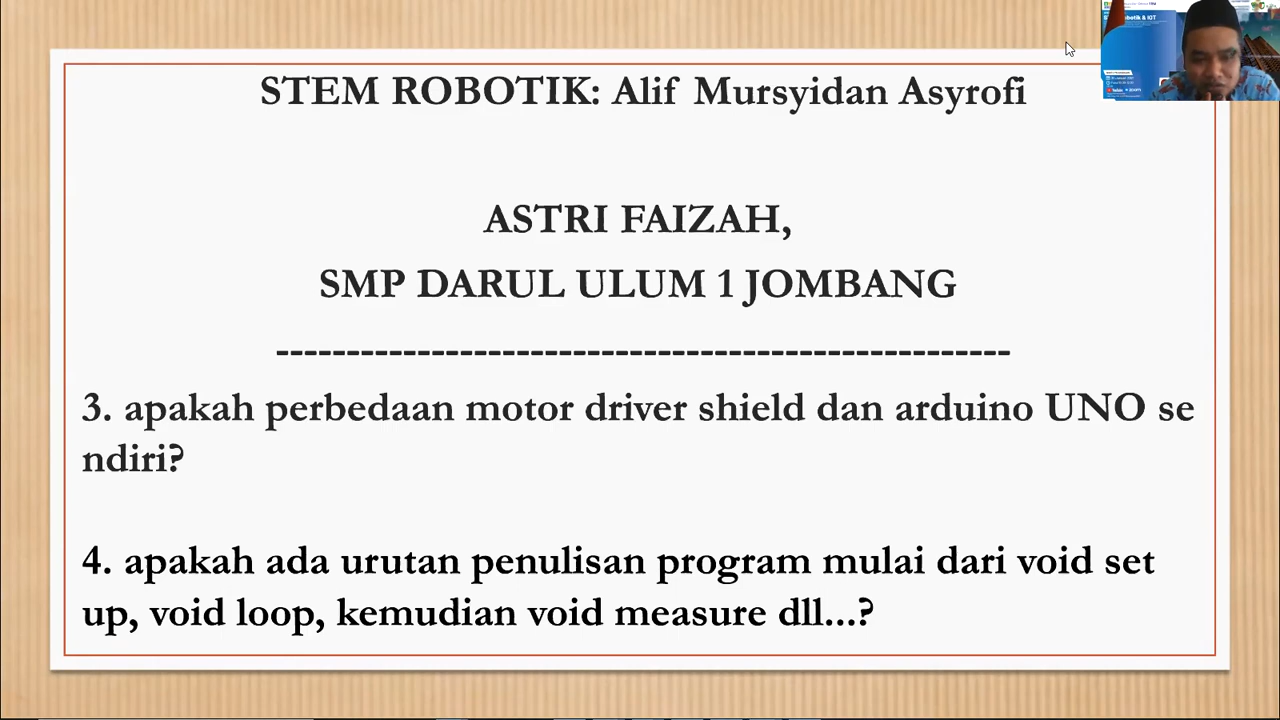 STEM ROBOTIK: Alif Mursyidan Asyrofi
ASTRI FAIZAH,
SMP DARUL ULUM 1 JOMBANG
----------------------------------------------------
3. apakah perbedaan motor driver shield dan arduino UNO se
ndiri?
4. apakah ada urutan penulisan program mulai dari void set
up, void loop, kemudian void measure dll...?